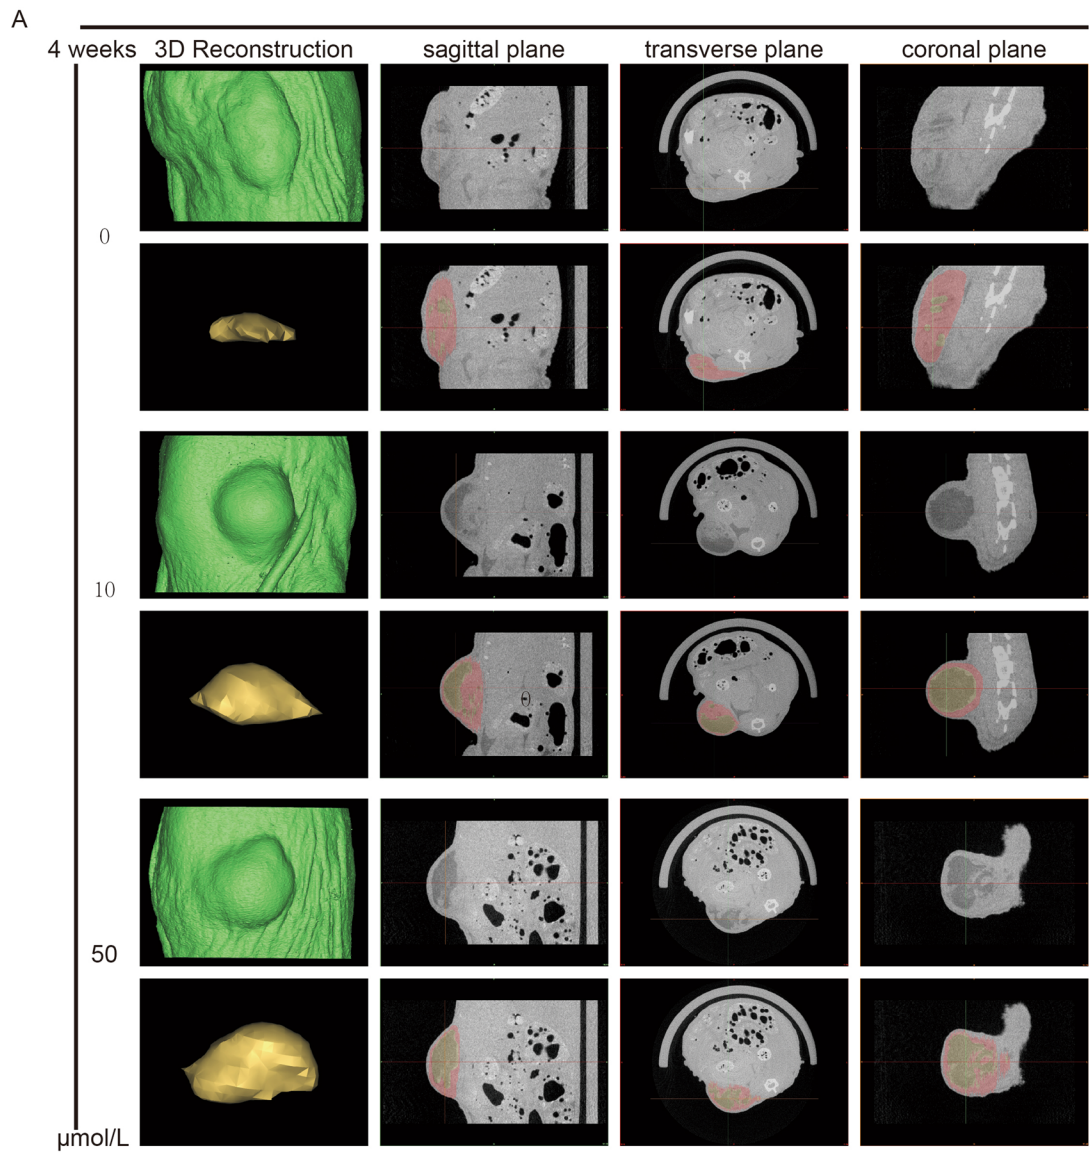 A
4 weeks 3D Reconstruction sagittal plane transverse plane coronal plane
0
10
50
μmol/L